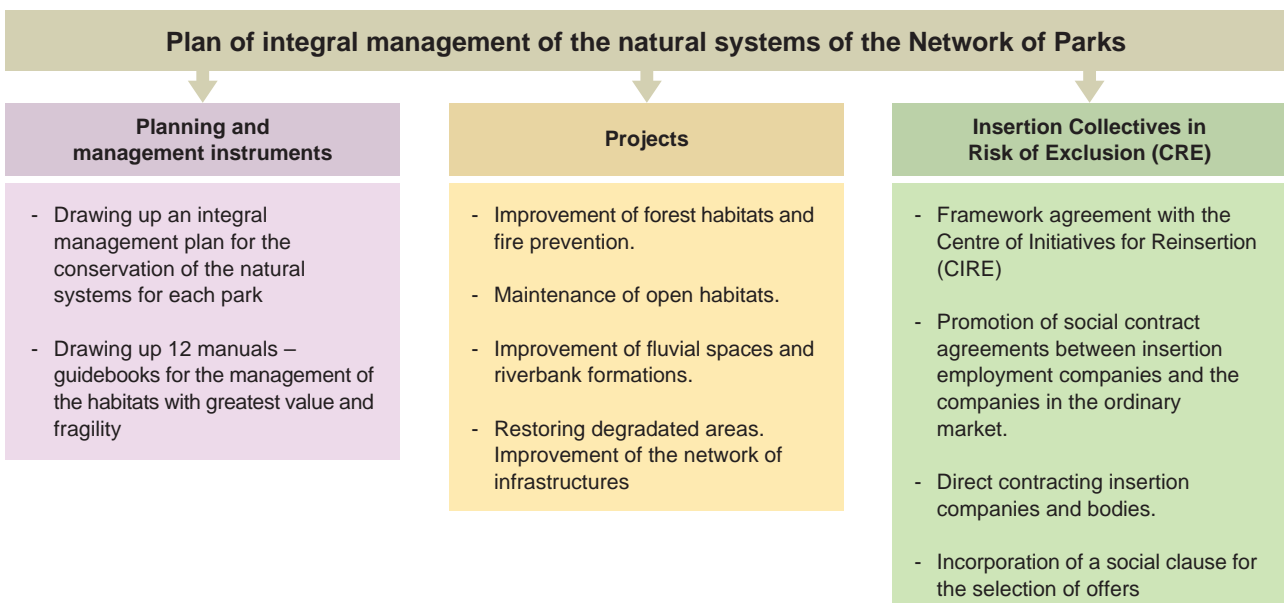 Plan of integral management of the natural systems of the Network of Parks
Planning and
management instruments
- Drawing up an integral
management plan for the
conservation of the natural
systems for each park
- Drawing up 12 manuals –
guidebooks for the management of
the habitats with greatest value and
fragility
Projects
- Improvement of forest habitats and
fire prevention.
- Maintenance of open habitats.
- Improvement of fluvial spaces and
riverbank formations.
- Restoring degradated areas.
Improvement of the network of
infrastructures
Insertion Collectives in
Risk of Exclusion (CRE)
- Framework agreement with the
Centre of Initiatives for Reinsertion
(CIRE)
- Promotion of social contract
agreements between insertion
employment companies and the
companies in the ordinary
market.
- Direct contracting insertion
companies and bodies.
- Incorporation of a social clause for
the selection of offers